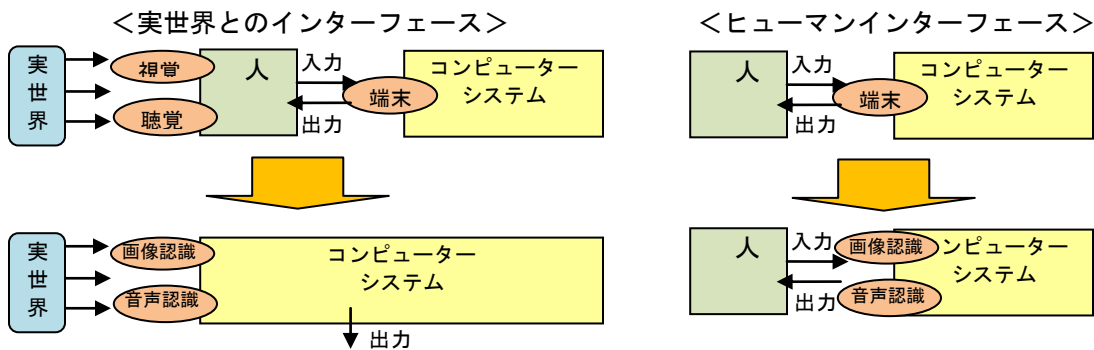 ＜実世界とのインターフェース＞
実
世
界
視覚
聴覚
人
入力
出力
端末
コンピューター
システム
実
世
界
画像認識
音声認識
コンピューター
システム
出力
＜ヒューマンインターフェース＞
人
入力
出力
端末
コンピューター
システム
人
入力
出力
画像認識
音声認識
ンピューター
システム